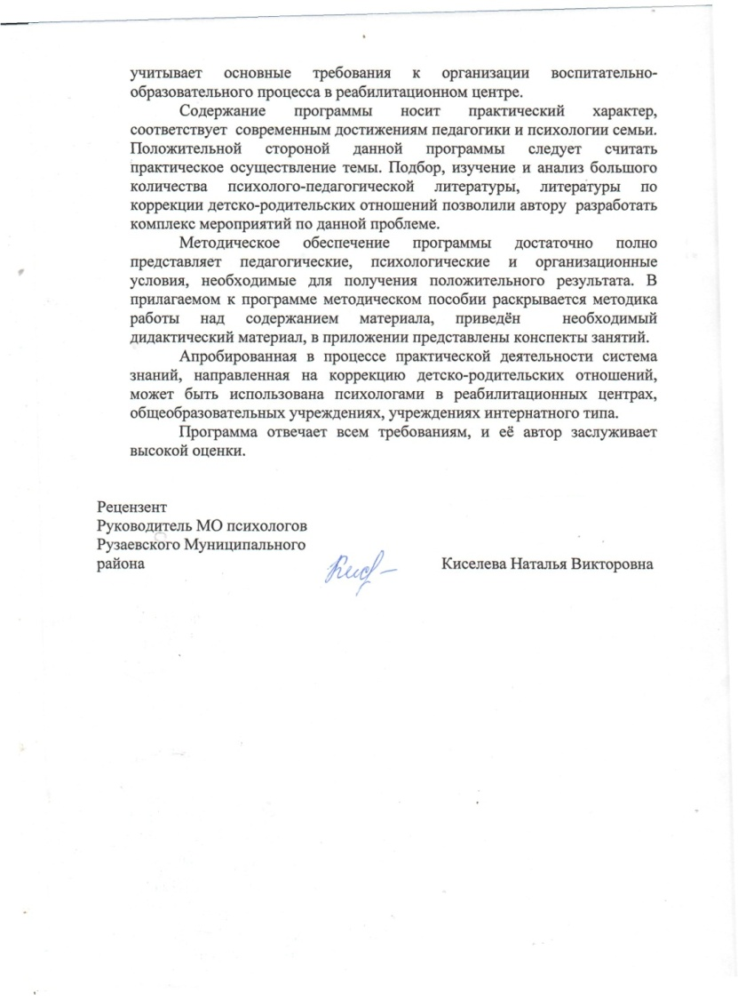 учитывает основные требования к организации воспитательно-
образовательного процесса в реабилитационном центре.
Содержание программы носит практический характер,
соответствует современным достижениям педагогики и психологии семьи.
Положительной стороной данной программы следует считать
практическое осуществление темы. Подбор, изучение и анализ большого
количества психолого-педагогической литературы, литературы по
коррекции детско-родительских отношений позволили автору разработать
комплекс мероприятий по данной проблеме.
Методическое обеспечение программы достаточно полно
представляет педагогические, психологические и организационные
условия, необходимые для получения положительного результата. В
прилагаемом к программе методическом пособии раскрывается методика
работы над содержанием материала, приведён необходимый
дидактический материал, в приложении представлены конспекты занятий.
Апробированная в процессе практической деятельности система
знаний, направленная на коррекцию детско-родительских отношений,
может быть использована психологами в реабилитационных центрах,
общеобразовательных учреждениях, учреждениях интернатного типа.
Программа отвечает всем требованиям, и её автор заслуживает
высокой оценки.
Рецензент
Руководитель МО психологов
Рузаевского Муниципального
района Киселева Наталья Викторовна